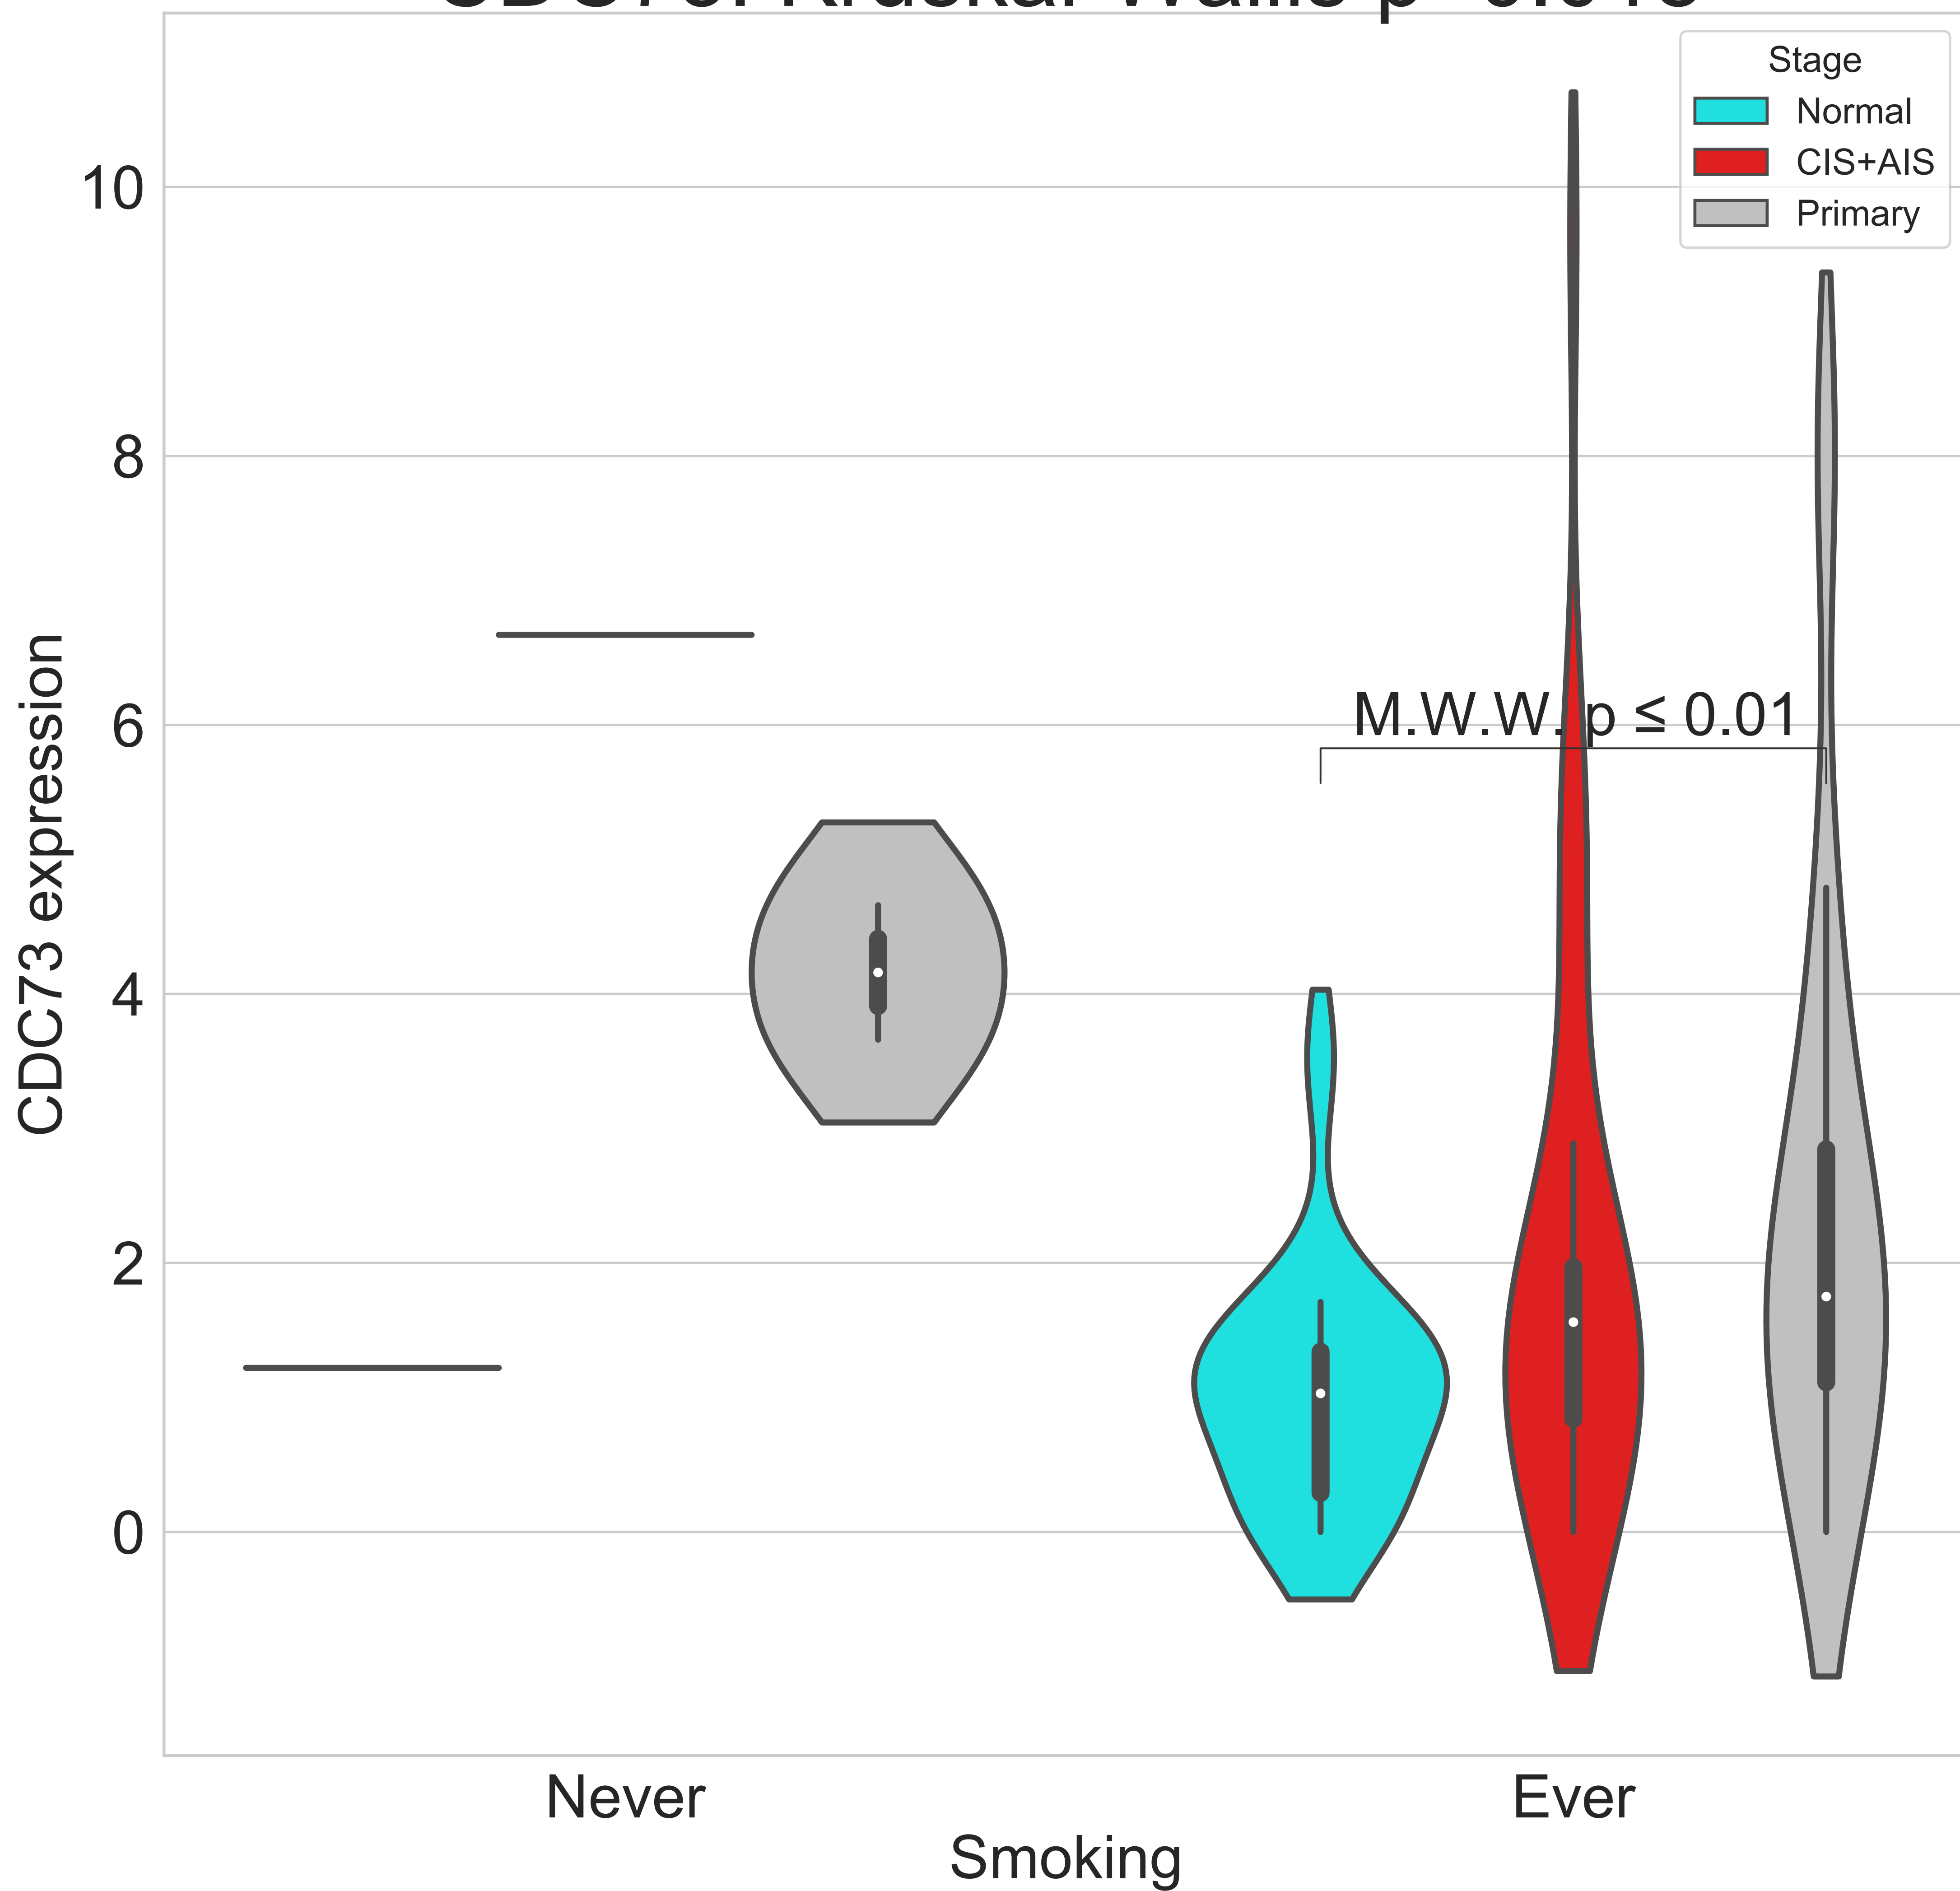 Stage
Normal
CIS+AIS
Primary
10
8
6
4
2
0
CDC73 expression
M.W.W. p ≤ 0.01
Never
Ever
Smoking